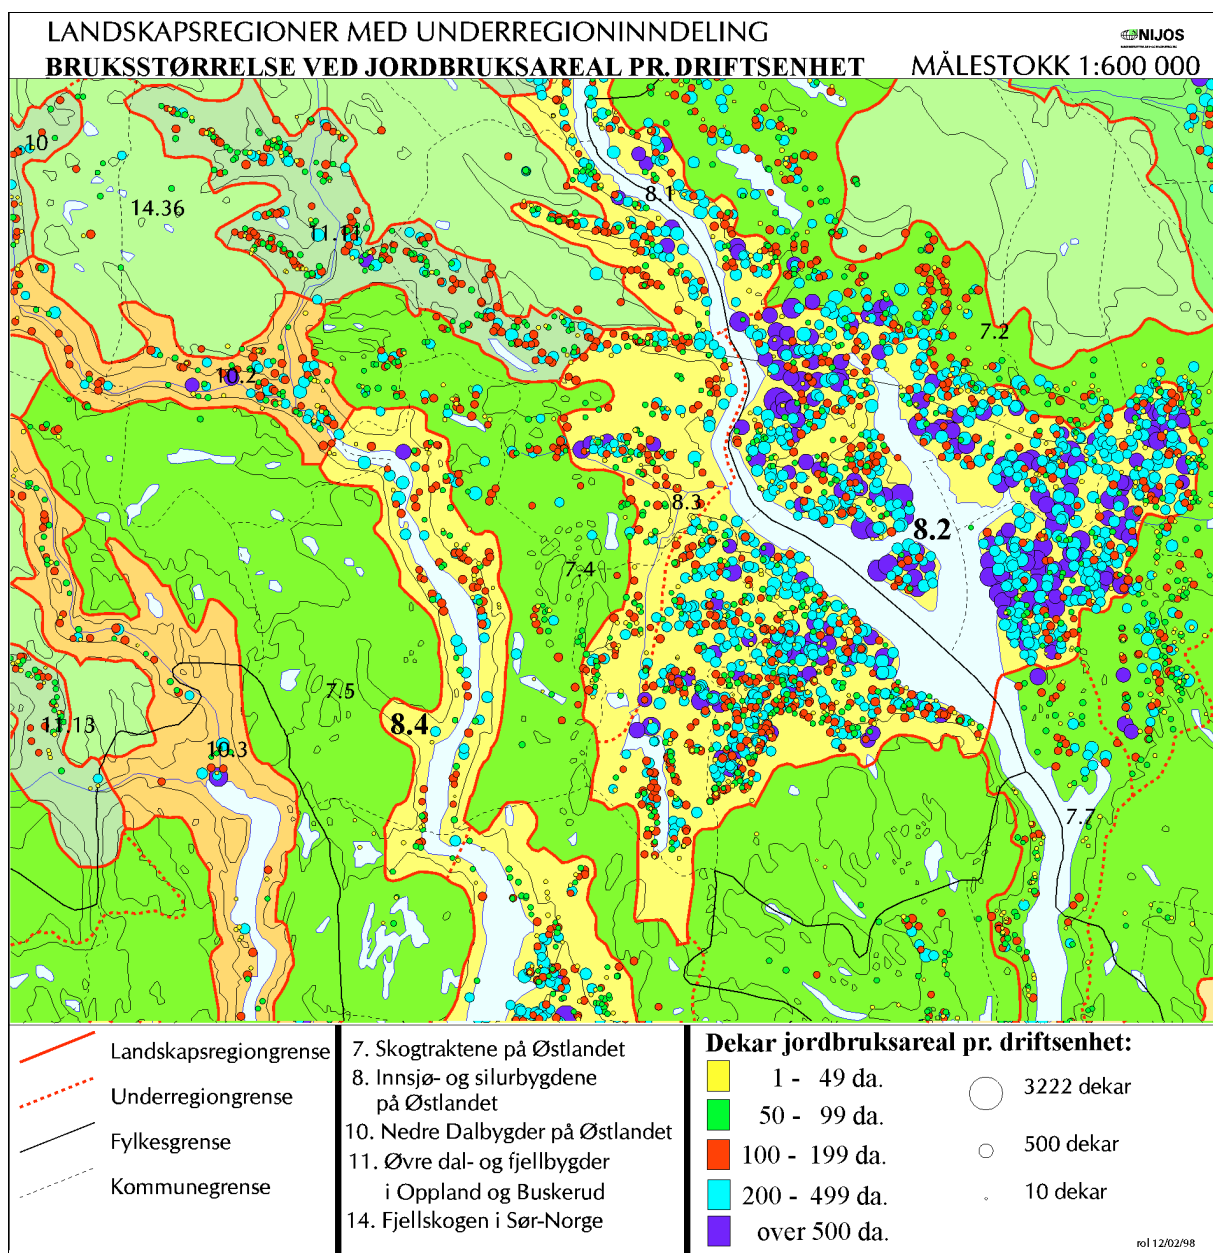 LANDSKAPSREGIONER MED UNDERREGIONINNDELING
NIJOS
BRUKSSTØRRELSE VED JORDBRUKSAREAL PR. DRIFTSENHET
MÅLESTOKK 1:600 000
10
8.1
14.36
11.11
7.2
10.2
8.3
8.2
7.4
7.5
8.4
11.13
10.3
7.7
Landskapsregiongrense
Underregiongrense
Fylkesgrense
Kommunegrense
7. Skogtraktene på Østlandet
8. Innsjø- og silurbygdene
på Østlandet
10. Nedre Dalbygder på Østlandet
11. Øvre dal- og fjellbygder
i Oppland og Buskerud
14. Fjellskogen i Sør-Norge
Dekar jordbruksareal pr. driftsenhet:
1 - 49 da.
50 - 99 da.
100 - 199 da.
200 - 499 da.
over 500 da.
3222 dekar
500 dekar
10 dekar
rol 12/02/98